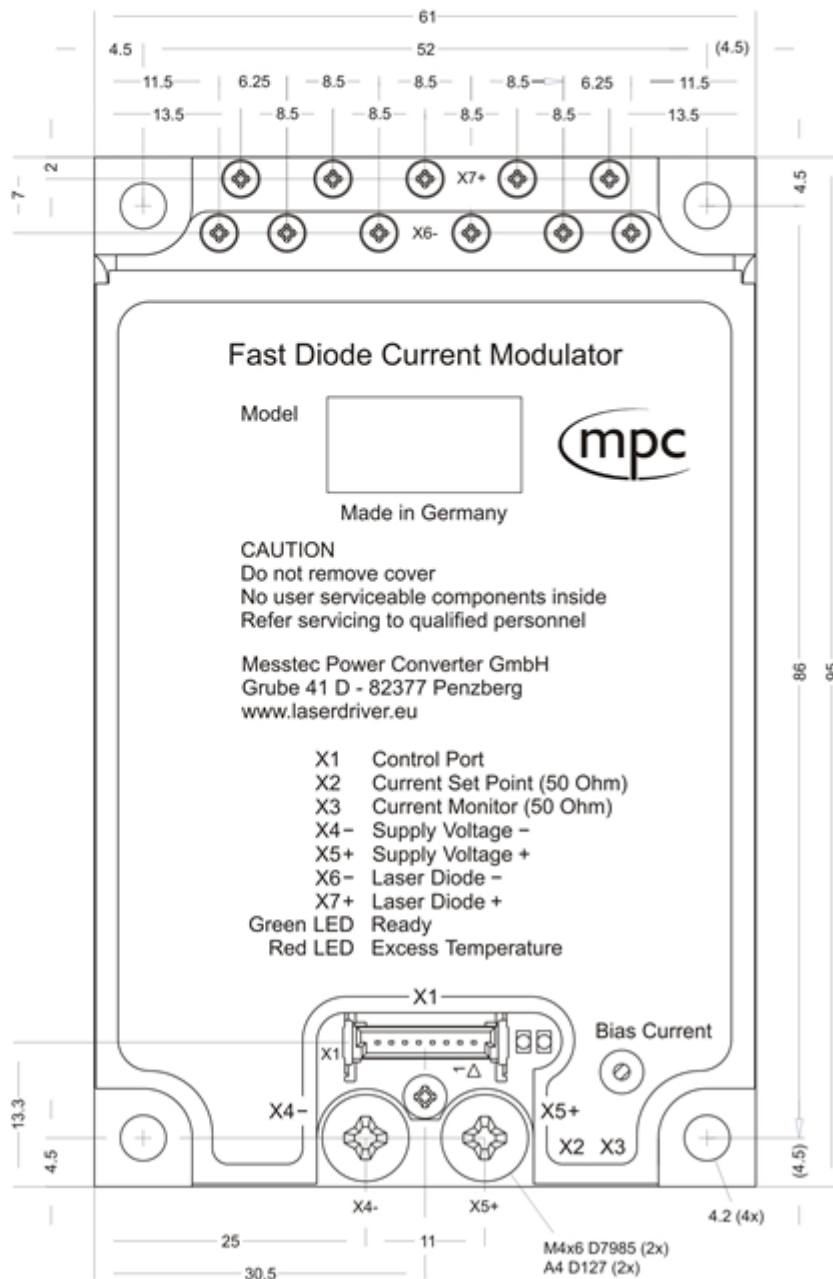 61
4.5 52 (4.5)
11.5 6.25 8.5 8.5 8.5 6.25 11.5
13.5 8.5 8.5 8.5 8.5 13.5
2
7
4.5
X7+
X6-
Fast Diode Current Modulator
Model
mpc
Made in Germany
CAUTION
Do not remove cover
No user serviceable components inside
Refer servicing to qualified personnel
Messtec Power Converter GmbH
Grube 41 D - 82377 Penzberg
www.laserdriver.eu
86
95
X1 Control Port
X2 Current Set Point (50 Ohm)
X3 Current Monitor (50 Ohm)
X4− Supply Voltage −
X5+ Supply Voltage +
X6− Laser Diode −
X7+ Laser Diode +
Green LED Ready
Red LED Excess Temperature
X1
Bias Current
X1
1
13.3
X4− X5+
X2 X3
4.5
(4.5)
X4- X5+
4.2 (4x)
25 11
M4x6 D7985 (2x)
A4 D127 (2x)
30.5